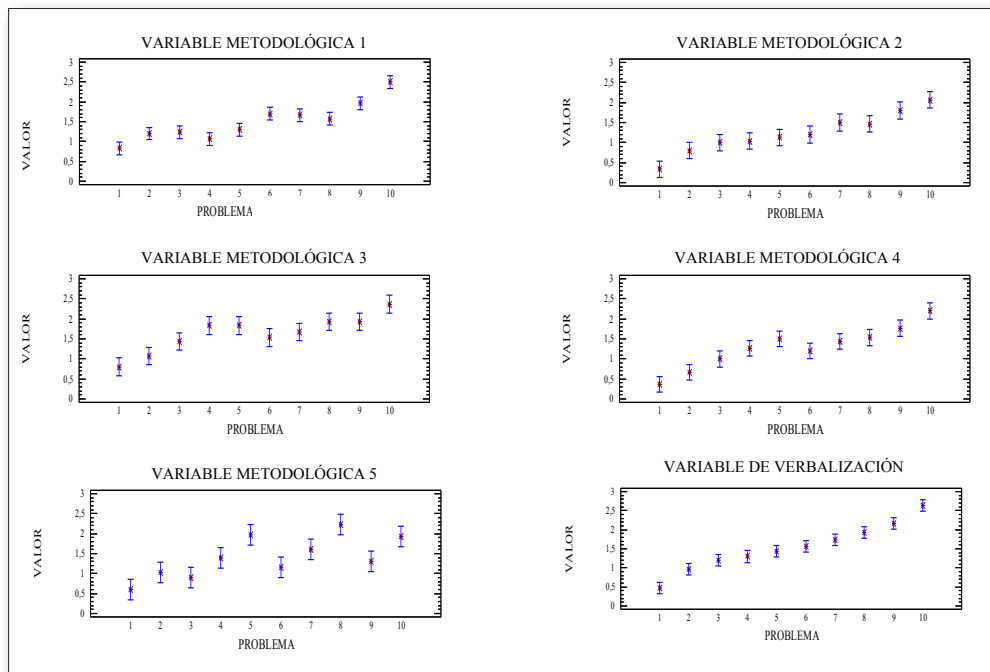 VARIABLE METODOLÓGICA 1
VALOR
3
2,5
2
1,5
1
0,5
0
1 2 3 4 5 6 7 8 9 10
PROBLEMA
VARIABLE METODOLÓGICA 2
VALOR
3
2,5
2
1,5
1
0,5
0
1 2 3 4 5 6 7 8 9 10
PROBLEMA
VARIABLE METODOLÓGICA 3
VALOR
3
2,5
2
1,5
1
0,5
0
1 2 3 4 5 6 7 8 9 10
PROBLEMA
VARIABLE METODOLÓGICA 4
VALOR
3
2,5
2
1,5
1
0,5
0
1 2 3 4 5 6 7 8 9 10
PROBLEMA
VARIABLE METODOLÓGICA 5
VALOR
3
2,5
2
1,5
1
0,5
0
1 2 3 4 5 6 7 8 9 10
PROBLEMA
VARIABLE DE VERBALIZACIÓN
VALOR
3
2,5
2
1,5
1
0,5
0
1 2 3 4 5 6 7 8 9 10
PROBLEMA